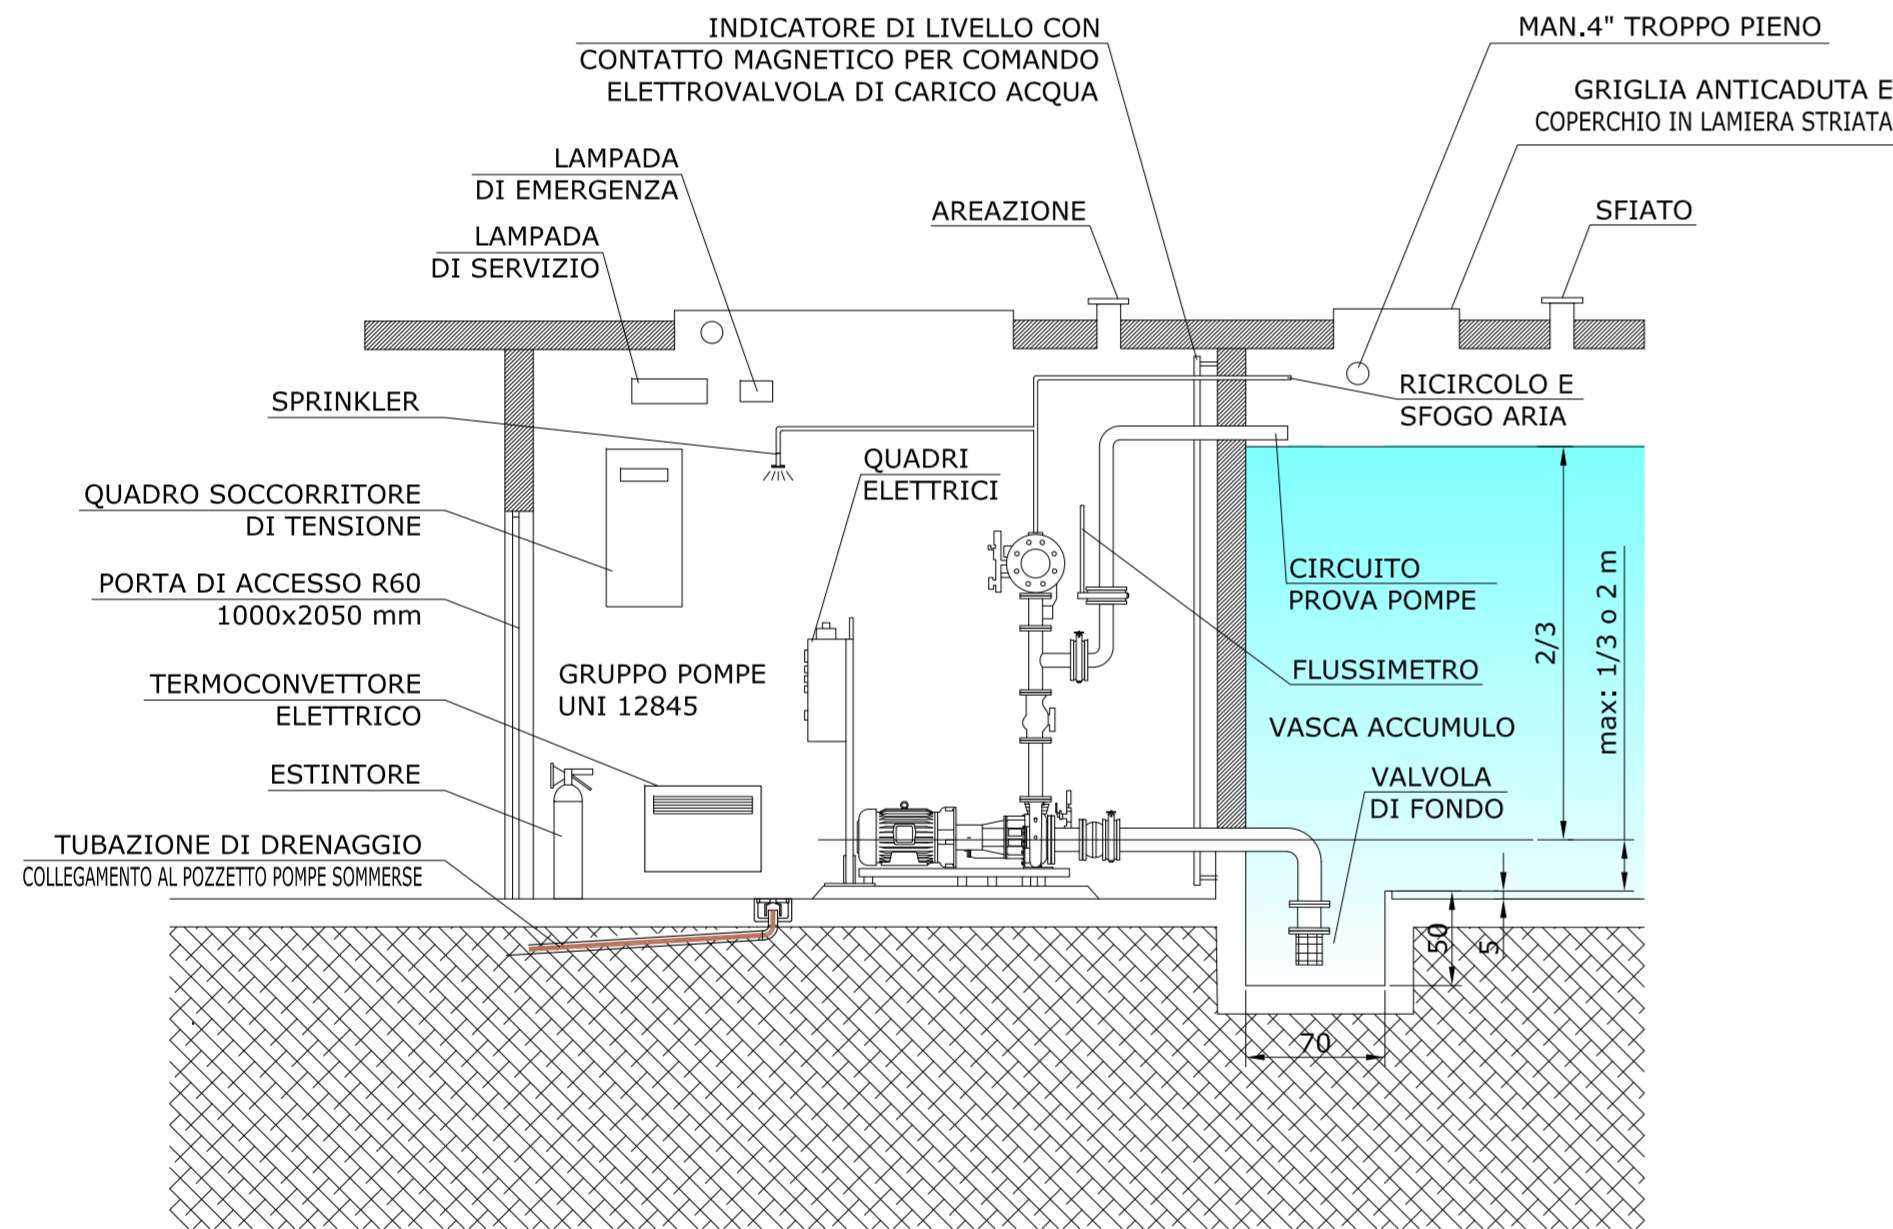 INDICATORE DI LIVELLO CON
CONTATTO MAGNETICO PER COMANDO
ELETTROVALVOLA DI CARICO ACQUA
MAN.4" TROPPO PIENO
GRIGLIA ANTICADUTA E
COPERCHIO IN LAMIERA STRIATA
LAMPADA
DI EMERGENZA
AREAZIONE
SFIATO
LAMPADA
DI SERVIZIO
SPRINKLER
RICIRCOLO E
SFOGO ARIA
QUADRI
ELETTRICI
QUADRO SOCCORRITORE
DI TENSIONE
PORTA DI ACCESSO R60
1000x2050 mm
CIRCUITO
PROVA POMPE
2/3
max: 1/3 o 2 m
GRUPPO POMPE
UNI 12845
FLUSSIMETRO
TERMOCONVETTORE
ELETTRICO
VASCA ACCUMULO
ESTINTORE
VALVOLA
DI FONDO
TUBAZIONE DI DRENAGGIO
COLLEGAMENTO AL POZZETTO POMPE SOMMERSE
50
5
70